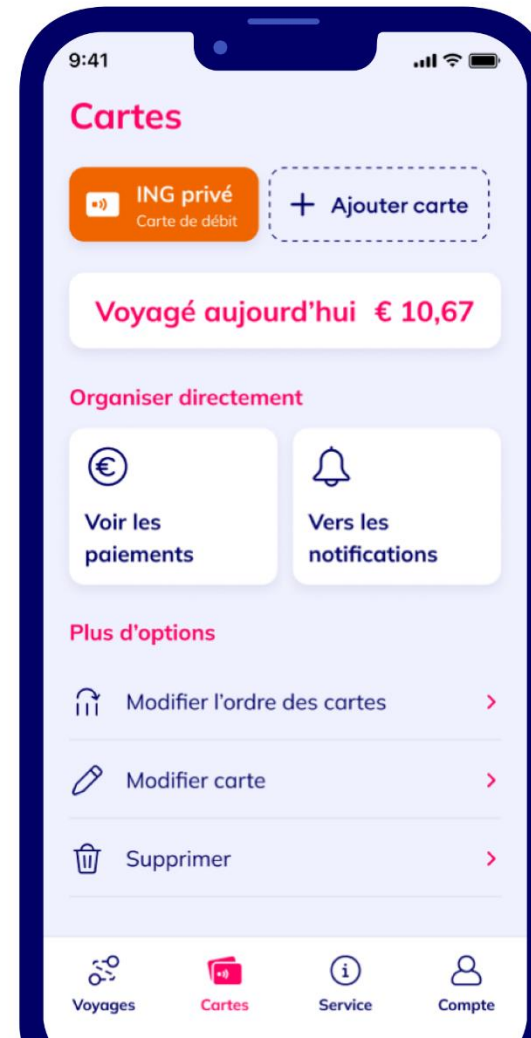 9:41
Cartes
ING privé
Carte de débit
+ Ajouter carte
Voyagé aujourd’hui € 10,67
Organiser directement
Voir les
paiements
Vers les
notifications
Plus d’options
Modifier l’ordre des cartes
Modifier carte
Supprimer
Voyages
Cartes
Service
Compte